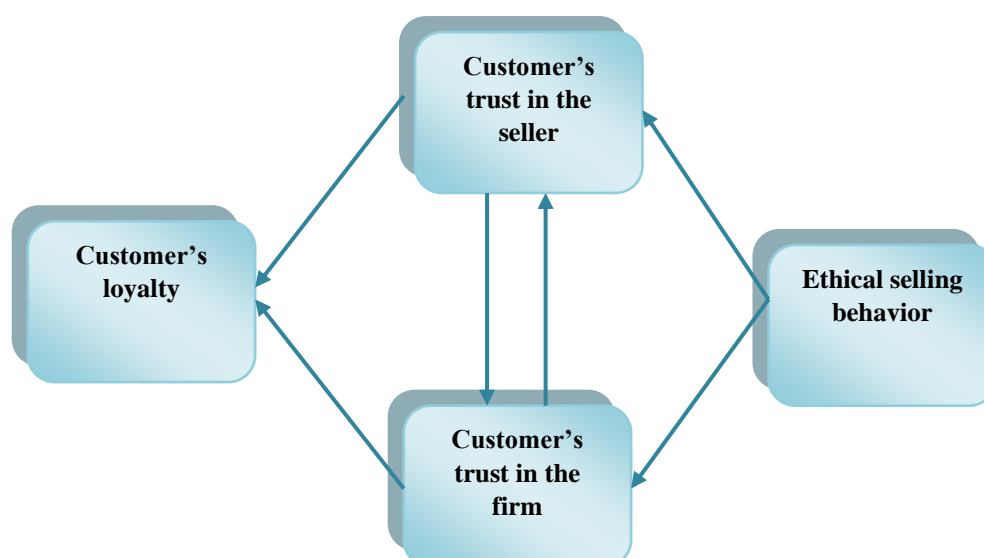 Customer’s
trust in the
seller
Customer’s
loyalty
Ethical selling
behavior
Customer’s
trust in the
firm